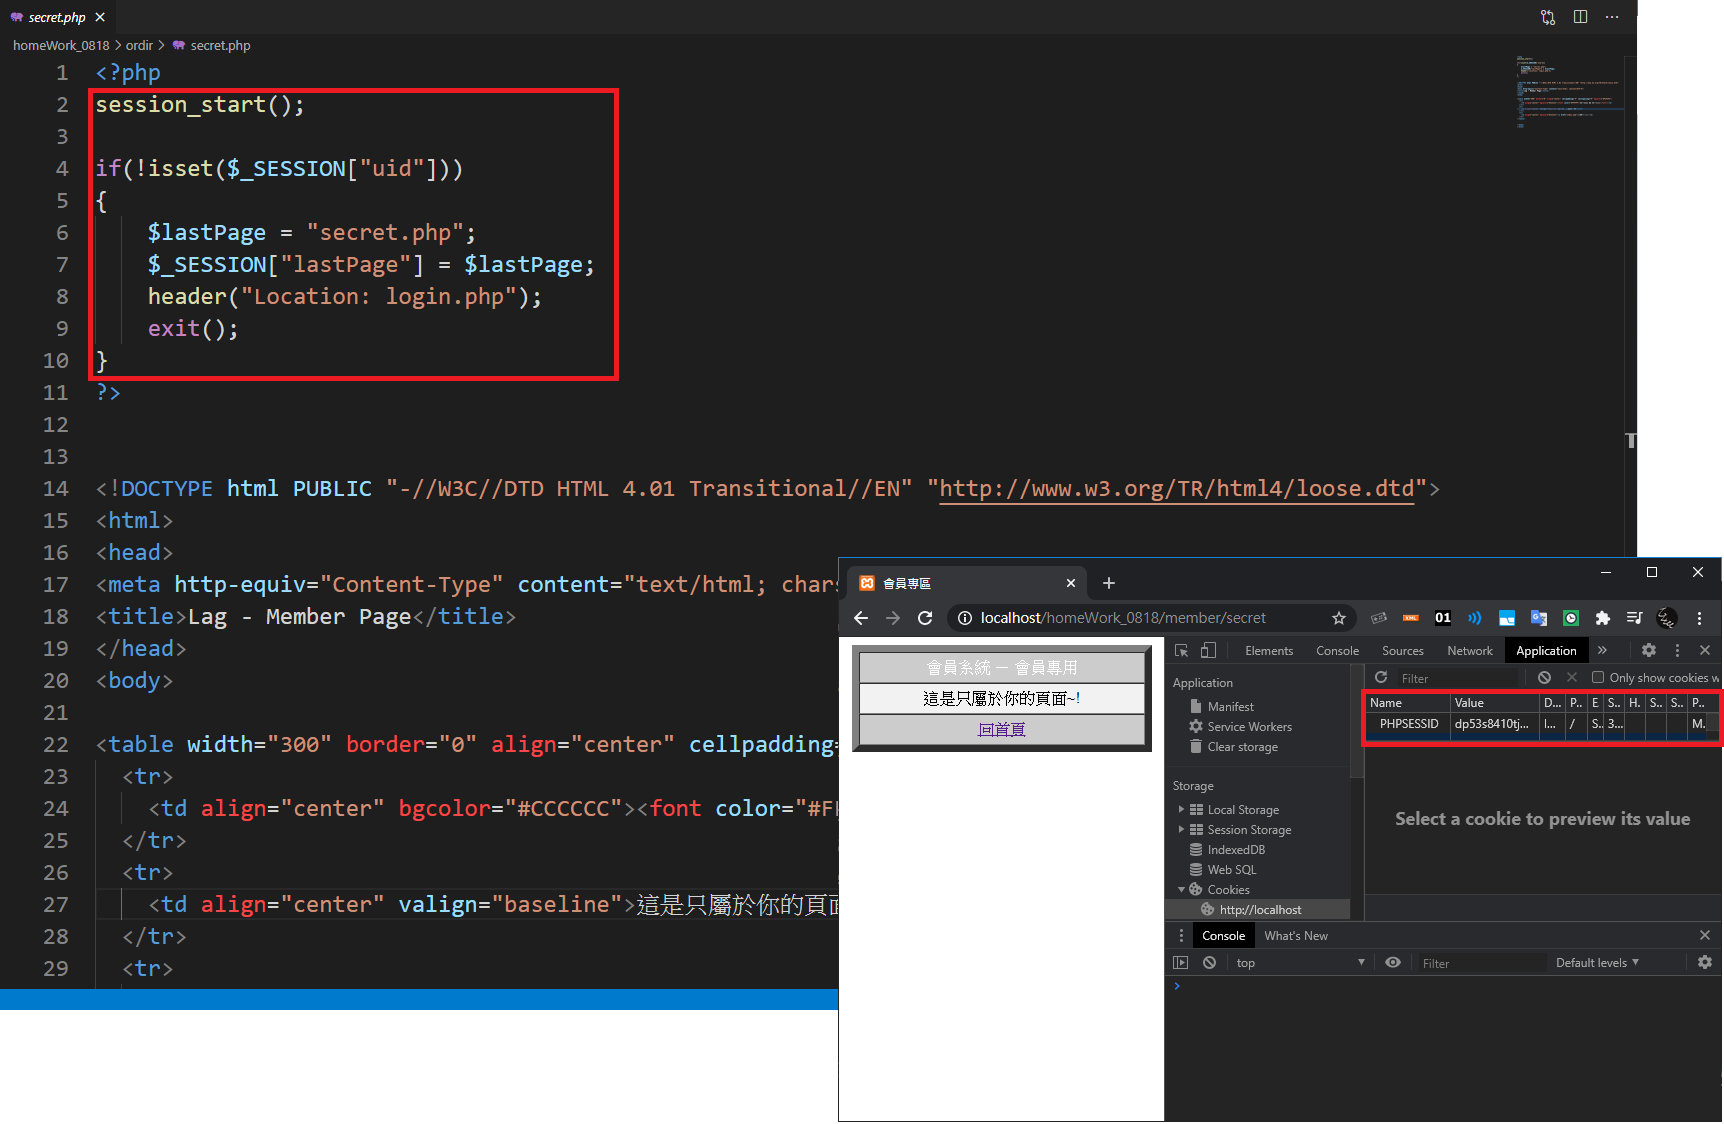 secret.php
homeWork_0818 > ordir > secret.php
1 <?php
2 session_start();
3
4 if(!isset($_SESSION["uid"]))
5 {
6 $lastPage = "secret.php";
7 $_SESSION["lastPage"] = $lastPage;
8 header("Location: login.php");
9 exit();
10 }
11 ?>
12
13
14 <!DOCTYPE html PUBLIC "-//W3C//DTD HTML 4.01 Transitional//EN" "http://www.w3.org/TR/html4/loose.dtd">
15 <html>
16 <head>
17 <meta http-equiv="Content-Type" content="text/html; chars
18 <title>Lag - Member Page</title>
19 </head>
20 <body>
21
22 <table width="300" border="0" align="center" cellpadding=
23 <tr>
24 <td align="center" bgcolor="#CCCCCC"><font color="#FF
25 </tr>
26 <tr>
27 <td align="center" valign="baseline">這是只屬於你的頁面
28 </tr>
29 <tr>
會員專區
localhost/homeWork_0818/member/secret
01
會員系統 － 會員專用
這是只屬於你的頁面~!
回首頁
Elements Console Sources Network Application »
Application
Manifest
Service Workers
Clear storage
Storage
Local Storage
Session Storage
IndexedDB
Web SQL
Cookies
http://localhost
Filter Only show cookies w
Name Value D... P.. E S.. H. S.. S.. P..
PHPSESSID dp53s8410tj... l... / S.. 3... M.
Select a cookie to preview its value
Console What's New
top Filter Default levels